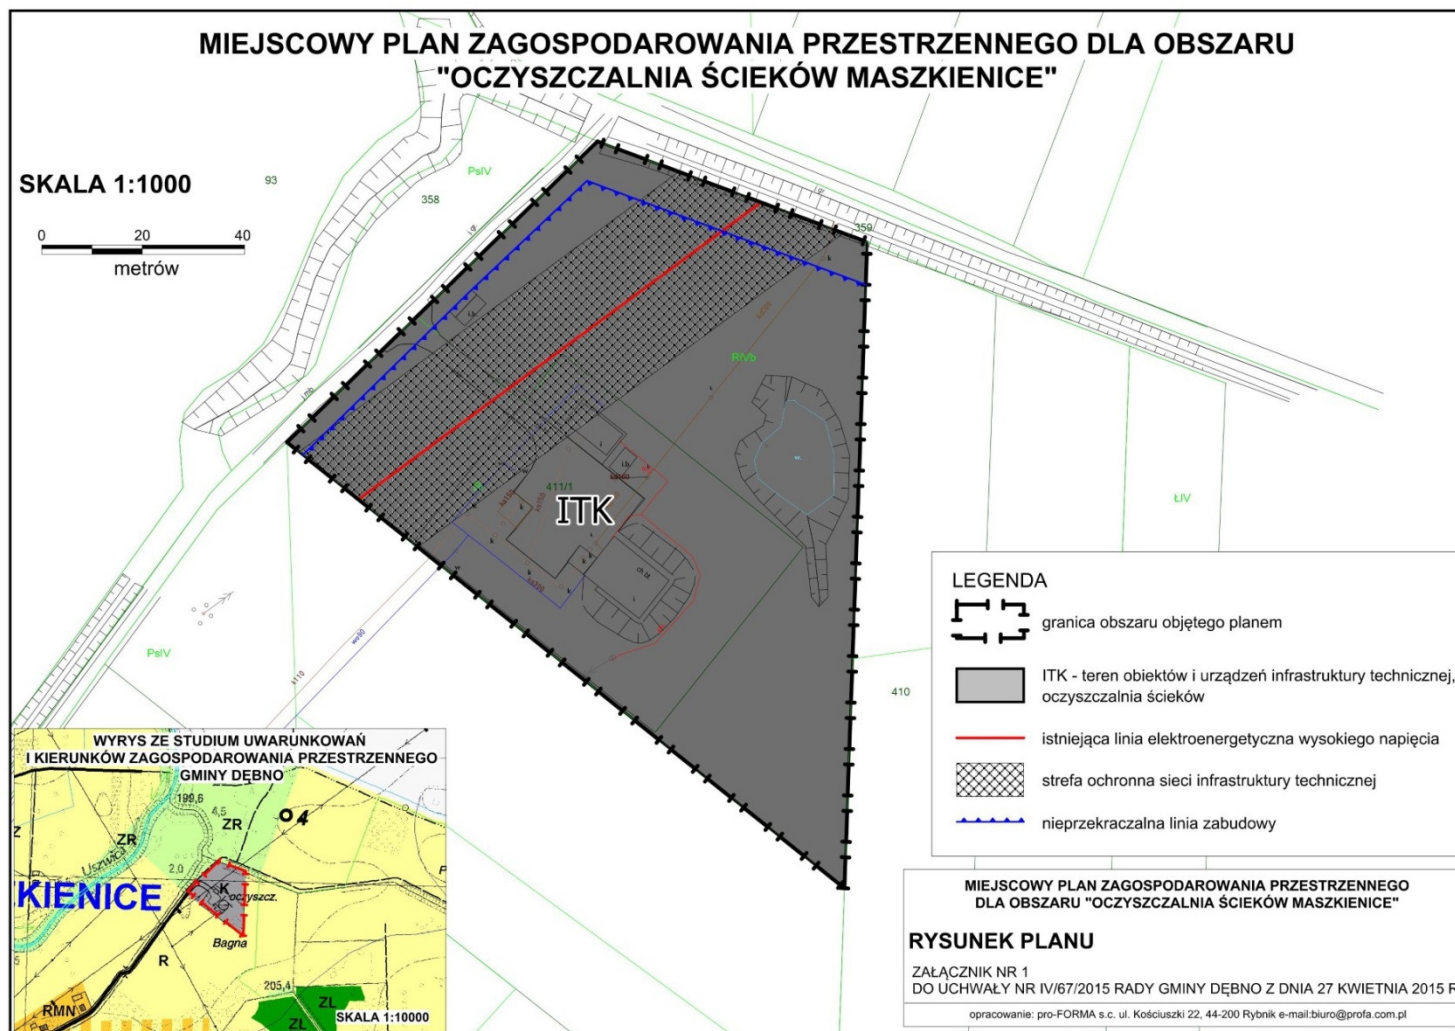 MIEJSCOWY PLAN ZAGOSPODAROWANIA PRZESTRZENNEGO DLA OBSZARU
"OCZYSZCZALNIA ŚCIEKÓW MASZKIENICE"
SKALA 1:1000
0 20 40
metrów
93
358
PsIV
359
RIVb
411/1
ITK
ŁIV
410
PsIV
wo90
k110
ks200
LEGENDA
granica obszaru objętego planem
ITK - teren obiektów i urządzeń infrastruktury technicznej,
oczyszczalnia ścieków
istniejąca linia elektroenergetyczna wysokiego napięcia
strefa ochronna sieci infrastruktury technicznej
nieprzekraczalna linia zabudowy
WYRYS ZE STUDIUM UWARUNKOWAŃ
I KIERUNKÓW ZAGOSPODAROWANIA PRZESTRZENNEGO
GMINY DĘBNO
199,6
4,5
4
ZR
ZR
Uszwica
2,0
KIENICE
K
oczyszcz.
Bagna
R
205,4
RMN
ZL
ZL
SKALA 1:10000
MIEJSCOWY PLAN ZAGOSPODAROWANIA PRZESTRZENNEGO
DLA OBSZARU "OCZYSZCZALNIA ŚCIEKÓW MASZKIENICE"
RYSUNEK PLANU
ZAŁĄCZNIK NR 1
DO UCHWAŁY NR IV/67/2015 RADY GMINY DĘBNO Z DNIA 27 KWIETNIA 2015 R
opracowanie: pro-FORMA s.c. ul. Kościuszki 22, 44-200 Rybnik e-mail:biuro@profa.com.pl